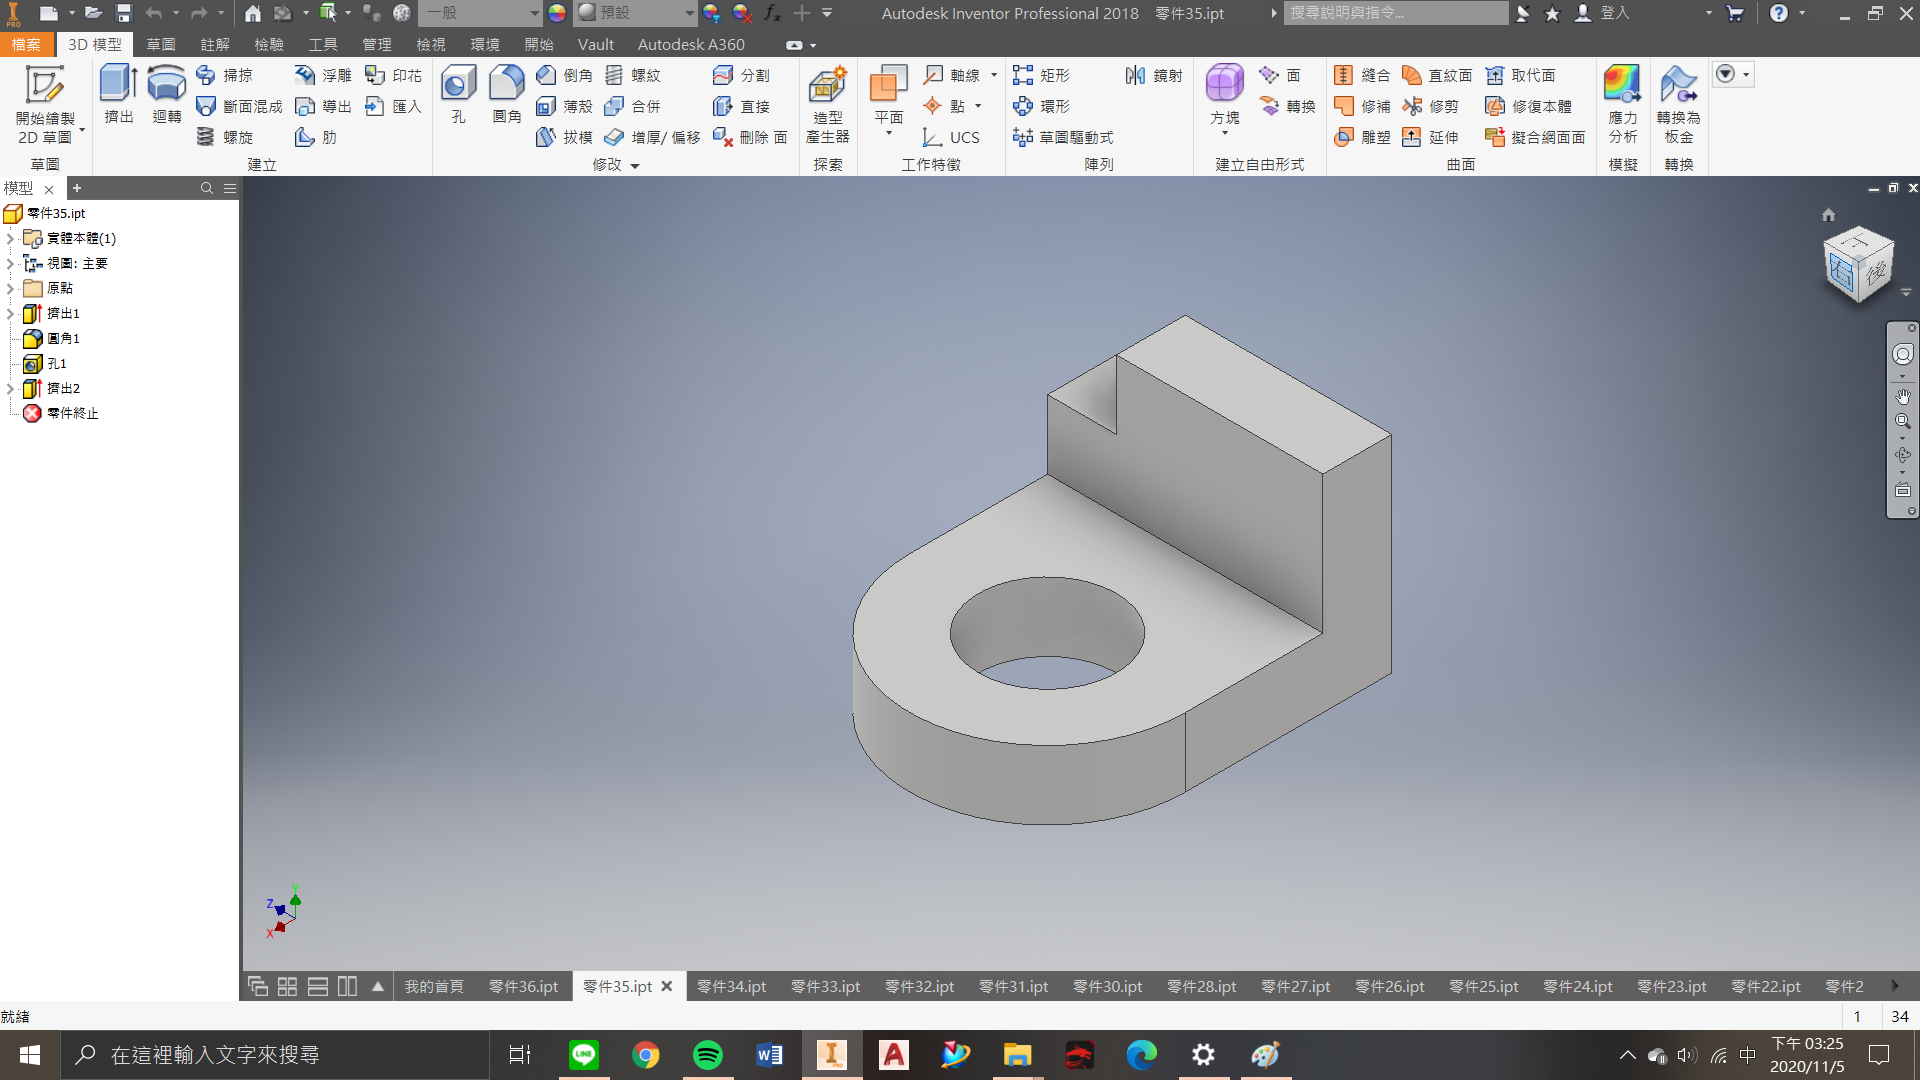 一般
預設
Autodesk Inventor Professional 2018 零件35.ipt
搜尋說明與指令...
登入
PRO
檔案 3D 模型 草圖 註解 檢驗 工具 管理 檢視 環境 開始 Vault Autodesk A360
開始繪製
2D 草圖
草圖
擠出 迴轉 掃掠 浮雕 印花
斷面混成 導出 匯入
螺旋 肋
建立
孔 圓角 倒角 螺紋 分割
薄殼 合併 直接
拔模 增厚/ 偏移 刪除 面
修改
造型
產生器
探索
平面 軸線
點
UCS
工作特徵
矩形 鏡射
環形
草圖驅動式
陣列
方塊 面
轉換
建立自由形式
縫合 直紋面 取代面
修補 修剪 修復本體
雕塑 延伸 擬合網面面
曲面
應力
分析
模擬
轉換為
板金
轉換
模型
零件35.ipt
實體本體(1)
視圖: 主要
原點
擠出1
圓角1
孔1
擠出2
零件終止
上
右
後
Y
Z
X
我的首頁 零件36.ipt 零件35.ipt 零件34.ipt 零件33.ipt 零件32.ipt 零件31.ipt 零件30.ipt 零件28.ipt 零件27.ipt 零件26.ipt 零件25.ipt 零件24.ipt 零件23.ipt 零件22.ipt 零件2
就緒
1 34
在這裡輸入文字來搜尋
LINE
中
下午 03:25
2020/11/5